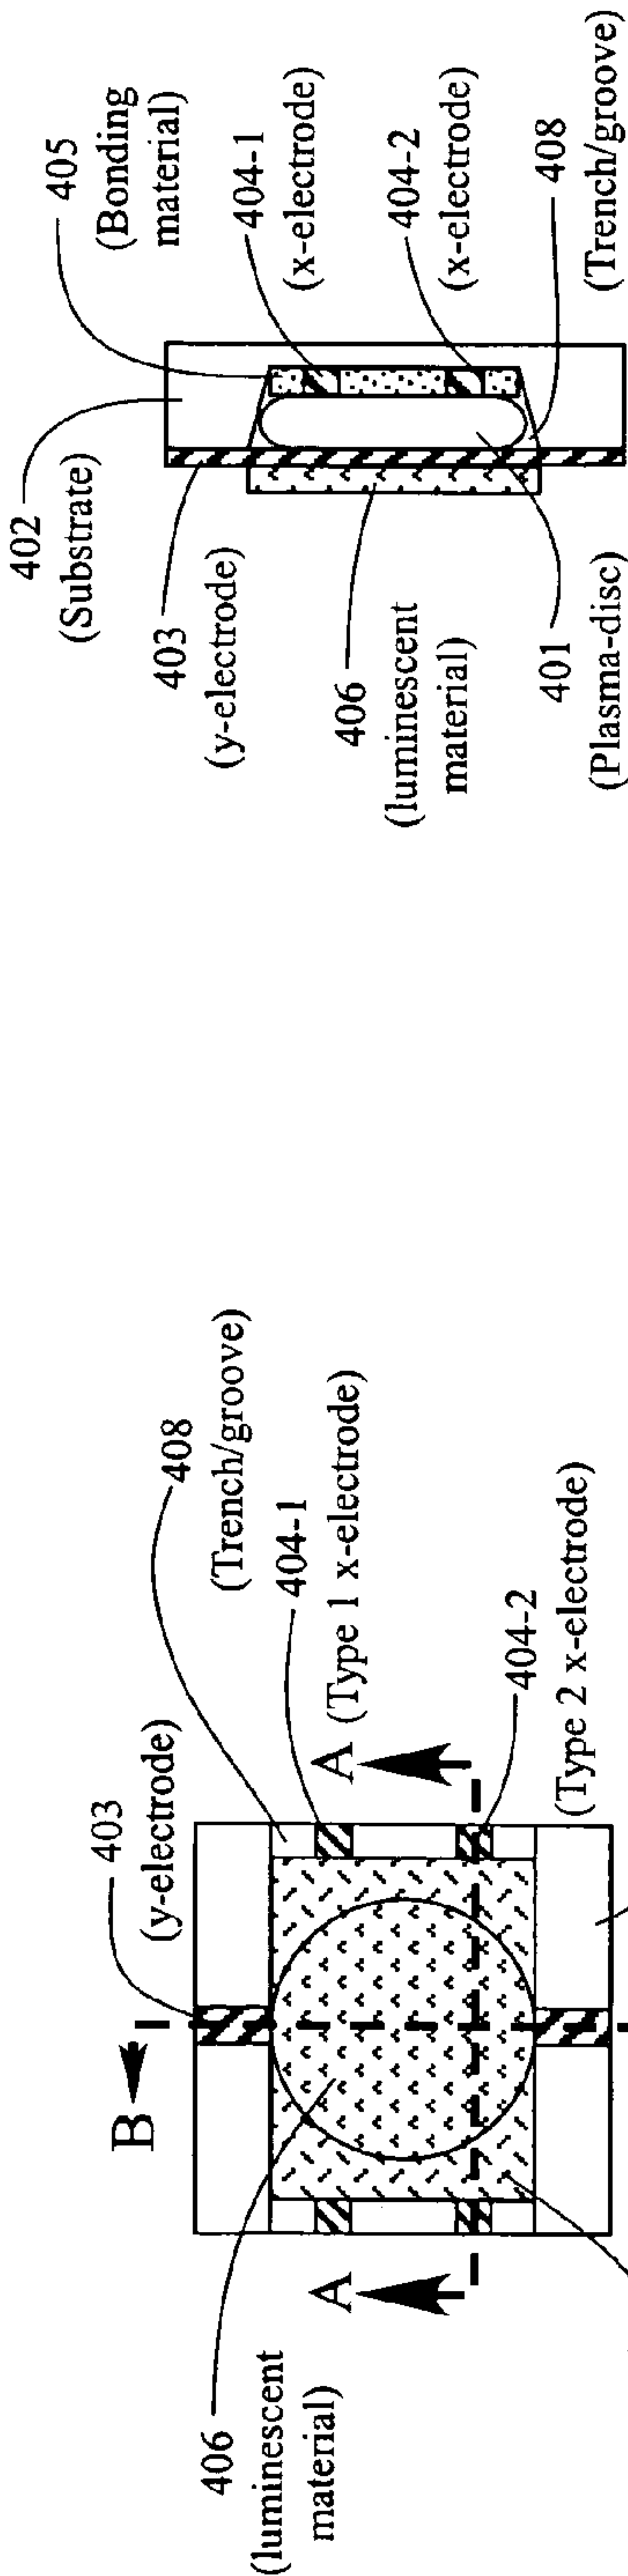 402
(Substrate)
403
(y-electrode)
406
(luminescent
material)
401
(Plasma-disc)
405
(Bonding
material)
404-1
(x-electrode)
404-2
(x-electrode)
408
(Trench/groove)
B
403
(y-electrode)
408
(Trench/groove)
404-1
(Type 1 x-electrode)
A
404-2
(Type 2 x-electrode)
A
406
(luminescent
material)